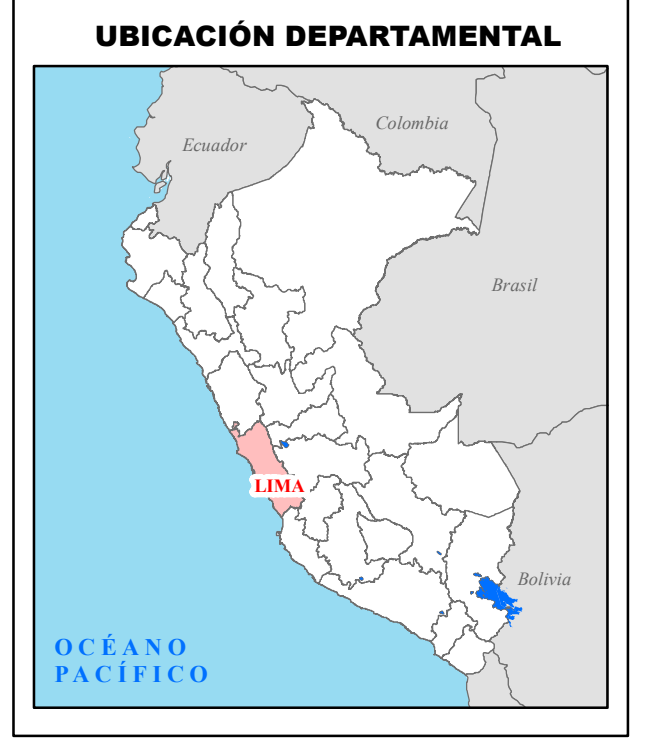 UBICACIÓN DEPARTAMENTAL
Colombia
Ecuador
Brasil
LIMA
Bolivia
OCÉANO
PACÍFICO